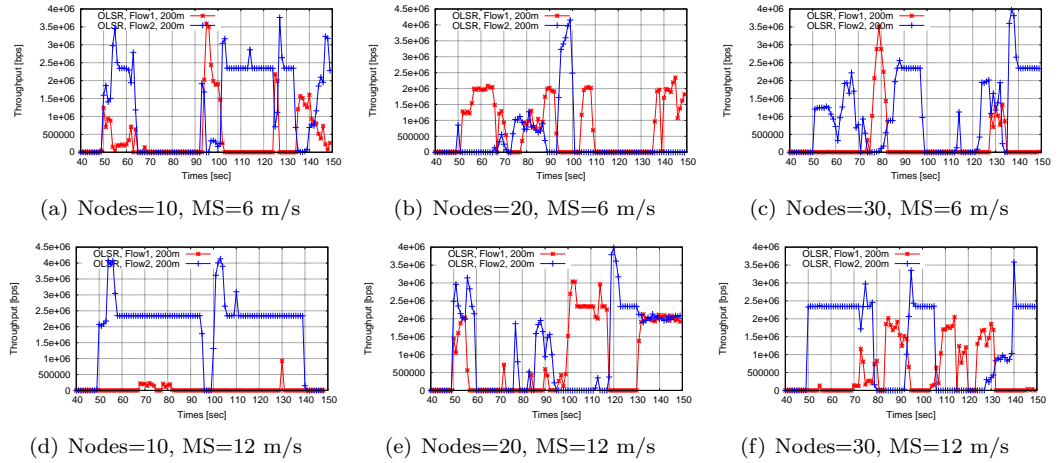 4e+06
3.5e+06
3e+06
2.5e+06
2e+06
1.5e+06
1e+06
500000
0
Throughput [bps]
OLSR, Flow1, 200m
OLSR, Flow2, 200m
40 50 60 70 80 90 100 110 120 130 140 150
Times [sec]
(a) Nodes=10, MS=6 m/s
4e+06
3.5e+06
3e+06
2.5e+06
2e+06
1.5e+06
1e+06
500000
0
Throughput [bps]
OLSR, Flow1, 200m
OLSR, Flow2, 200m
40 50 60 70 80 90 100 110 120 130 140 150
Times [sec]
(b) Nodes=20, MS=6 m/s
4e+06
3.5e+06
3e+06
2.5e+06
2e+06
1.5e+06
1e+06
500000
0
Throughput [bps]
OLSR, Flow1, 200m
OLSR, Flow2, 200m
40 50 60 70 80 90 100 110 120 130 140 150
Times [sec]
(c) Nodes=30, MS=6 m/s
4.5e+06
4e+06
3.5e+06
3e+06
2.5e+06
2e+06
1.5e+06
1e+06
500000
0
Throughput [bps]
OLSR, Flow1, 200m
OLSR, Flow2, 200m
40 50 60 70 80 90 100 110 120 130 140 150
Times [sec]
(d) Nodes=10, MS=12 m/s
4e+06
3.5e+06
3e+06
2.5e+06
2e+06
1.5e+06
1e+06
500000
0
Throughput [bps]
OLSR, Flow1, 200m
OLSR, Flow2, 200m
40 50 60 70 80 90 100 110 120 130 140 150
Times [sec]
(e) Nodes=20, MS=12 m/s
4e+06
3.5e+06
3e+06
2.5e+06
2e+06
1.5e+06
1e+06
500000
0
Throughput [bps]
OLSR, Flow1, 200m
OLSR, Flow2, 200m
40 50 60 70 80 90 100 110 120 130 140 150
Times [sec]
(f) Nodes=30, MS=12 m/s